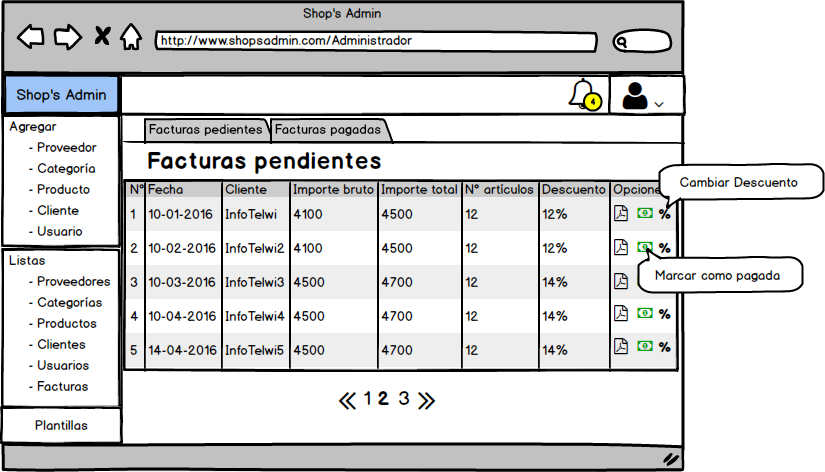 Shop's Admin
http://www.shopsadmin.com/Administrador
Shop's Admin
4
Agregar
- Proveedor
- Categoría
- Producto
- Cliente
- Usuario
Listas
- Proveedores
- Categorías
- Productos
- Clientes
- Usuarios
- Facturas
Plantillas
Facturas pedientes Facturas pagadas
Facturas pendientes
Nº Fecha Cliente Importe bruto Importe total Nº artículos Descuento Opcione
1 10-01-2016 InfoTelwi 4100 4500 12 12% %
2 10-02-2016 InfoTelwi2 4100 4500 12 12% %
3 10-03-2016 InfoTelwi3 4500 4700 12 14%
4 10-04-2016 InfoTelwi4 4500 4700 12 14% %
5 14-04-2016 InfoTelwi5 4500 4700 12 14% %
Cambiar Descuento
Marcar como pagada
« 1 2 3 »